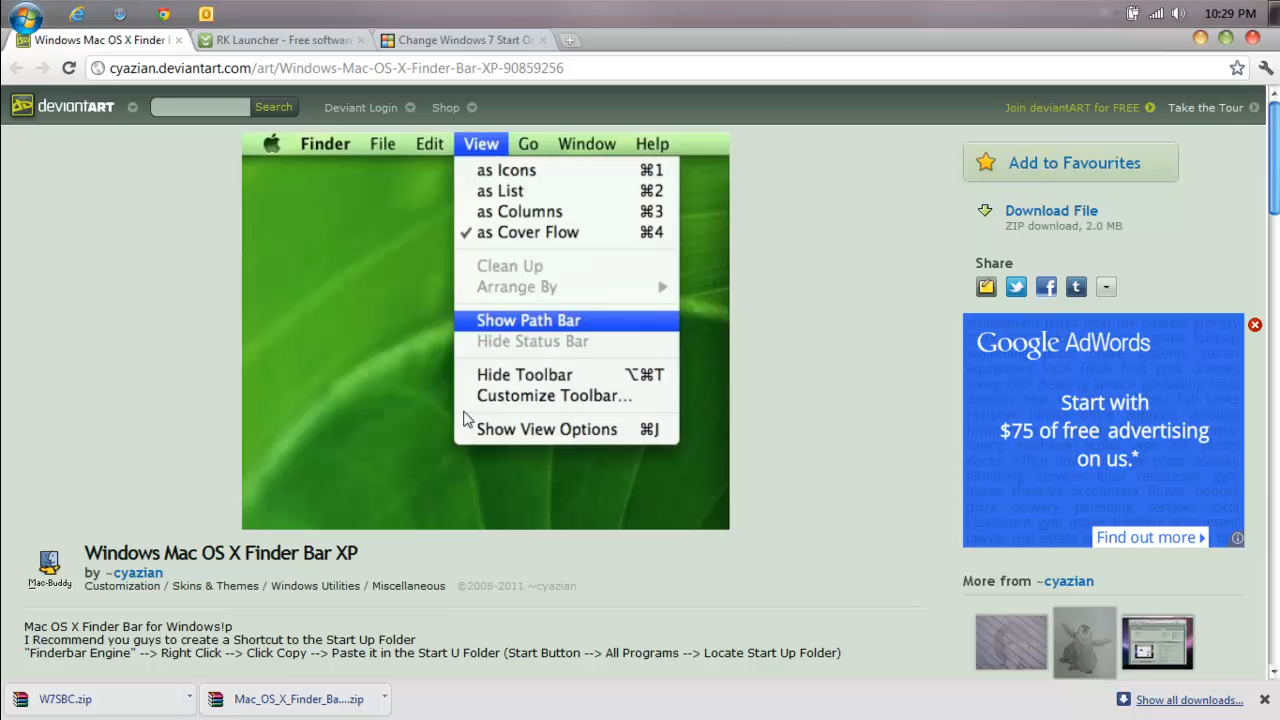 10:29 PM
Windows Mac OS X Finder B
RK Launcher - Free softwar
Change Windows 7 Start O
cyazian.deviantart.com/art/Windows-Mac-OS-X-Finder-Bar-XP-90859256
deviantART
Search
Deviant Login
Shop
Join deviantART for FREE
Take the Tour
Finder File Edit View Go Window Help
as Icons ⌘1
as List ⌘2
as Columns ⌘3
✓ as Cover Flow ⌘4
Clean Up
Arrange By
Show Path Bar
Hide Status Bar
Hide Toolbar ⌥⌘T
Customize Toolbar...
Show View Options ⌘J
Add to Favourites
Download File
ZIP download, 2.0 MB
Share
Google AdWords
Start with
$75 of free advertising
on us.*
Find out more
Mac-Buddy
Windows Mac OS X Finder Bar XP
by ~cyazian
Customization / Skins & Themes / Windows Utilities / Miscellaneous ©2008-2011 ~cyazian
More from ~cyazian
Mac OS X Finder Bar for Windows!p
I Recommend you guys to create a Shortcut to the Start Up Folder
"Finderbar Engine" --> Right Click --> Click Copy --> Paste it in the Start U Folder (Start Button --> All Programs --> Locate Start Up Folder)
W7SBC.zip
Mac_OS_X_Finder_Ba....zip
Show all downloads...